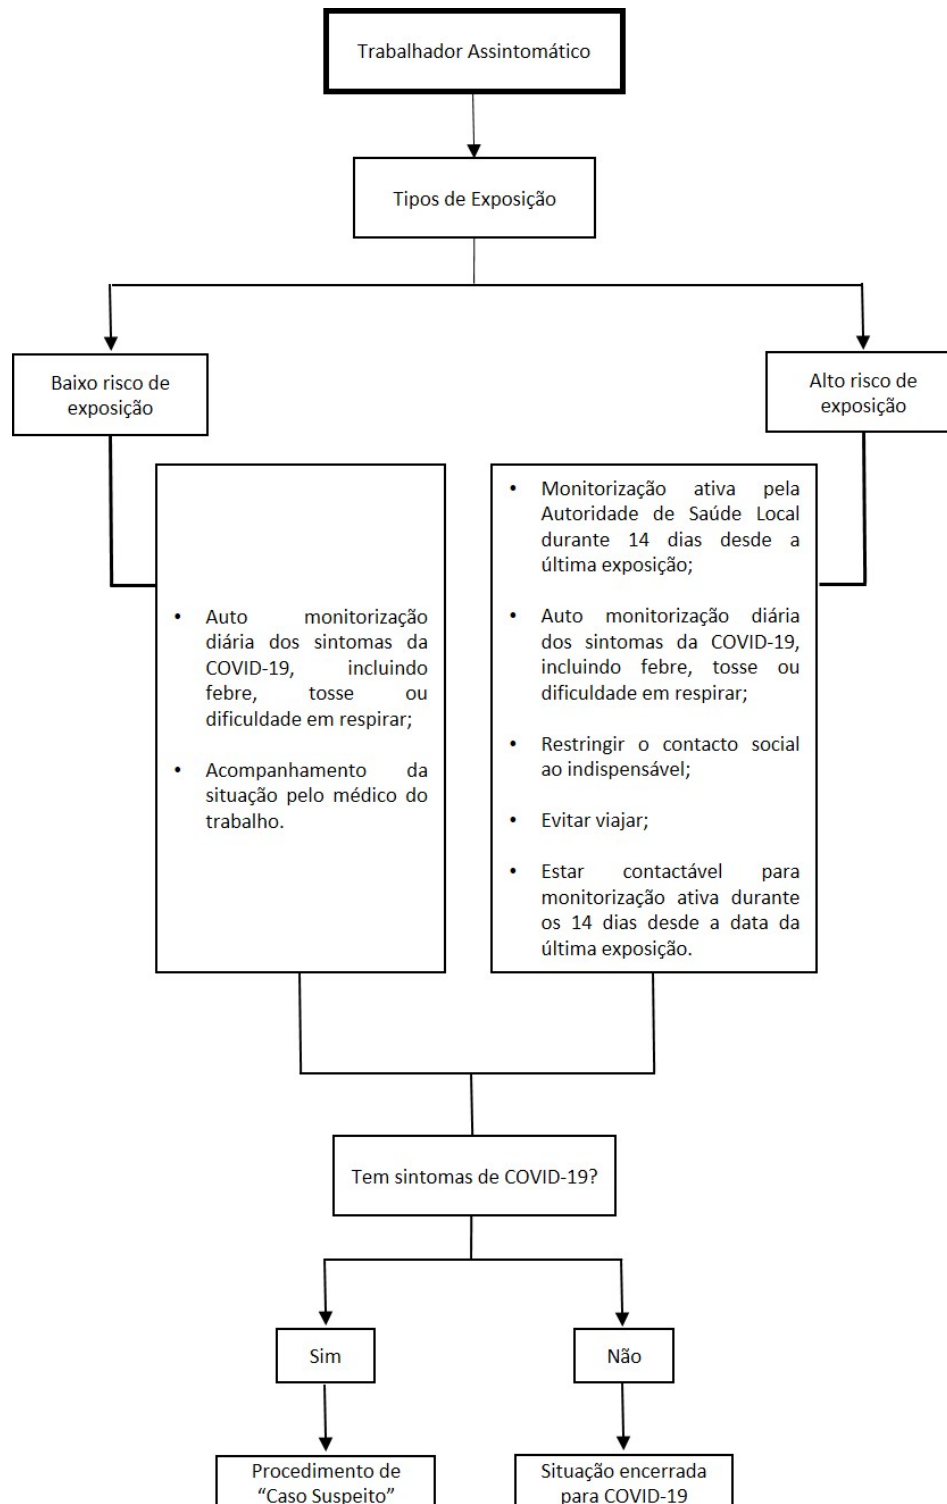 Trabalhador Assintomático
Tipos de Exposição
Baixo risco de
exposição
Alto risco de
exposição
• Auto monitorização
diária dos sintomas da
COVID-19, incluindo
febre, tosse ou
dificuldade em respirar;
• Acompanhamento da
situação pelo médico do
trabalho.
• Monitorização ativa pela
Autoridade de Saúde Local
durante 14 dias desde a
última exposição;
• Auto monitorização diária
dos sintomas da COVID-19,
incluindo febre, tosse ou
dificuldade em respirar;
• Restringir o contacto social
ao indispensável;
• Evitar viajar;
• Estar contactável para
monitorização ativa durante
os 14 dias desde a data da
última exposição.
Tem sintomas de COVID-19?
Sim
Não
Procedimento de
“Caso Suspeito”
Situação encerrada
para COVID-19